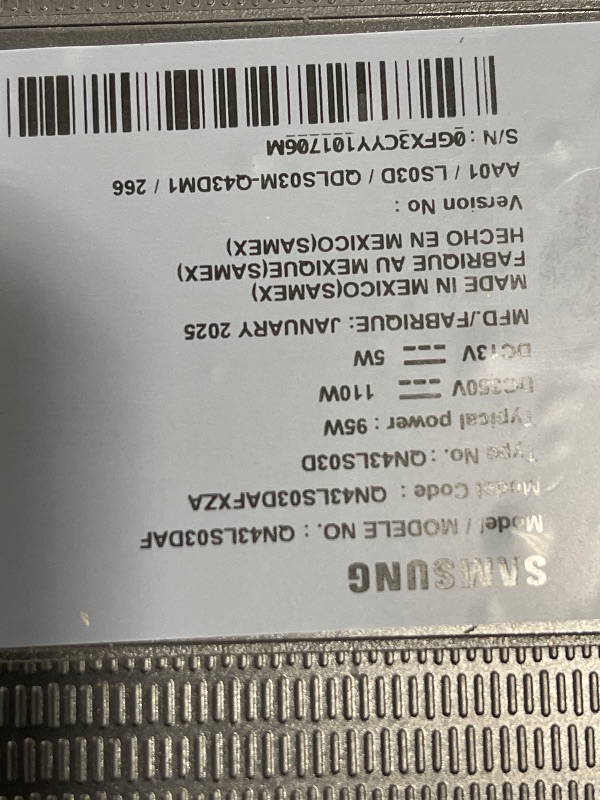 SAMSUNG
Model / MODELE NO. : QN43LS03DAF
Model Code : QN43LS03DAFXZA
Type No. : QN43LS03D
Typical power : 95W
DC350V ⎓ 110W
DC13V ⎓ 5W
MFD./FABRIQUE: JANUARY 2025
MADE IN MEXICO(SAMEX)
FABRIQUE AU MEXIQUE(SAMEX)
HECHO EN MEXICO(SAMEX)
Version No :
AA01 / LS03D / QDLS03M-Q43DM1 / 266
S/N : 0GFX3CYY101706M